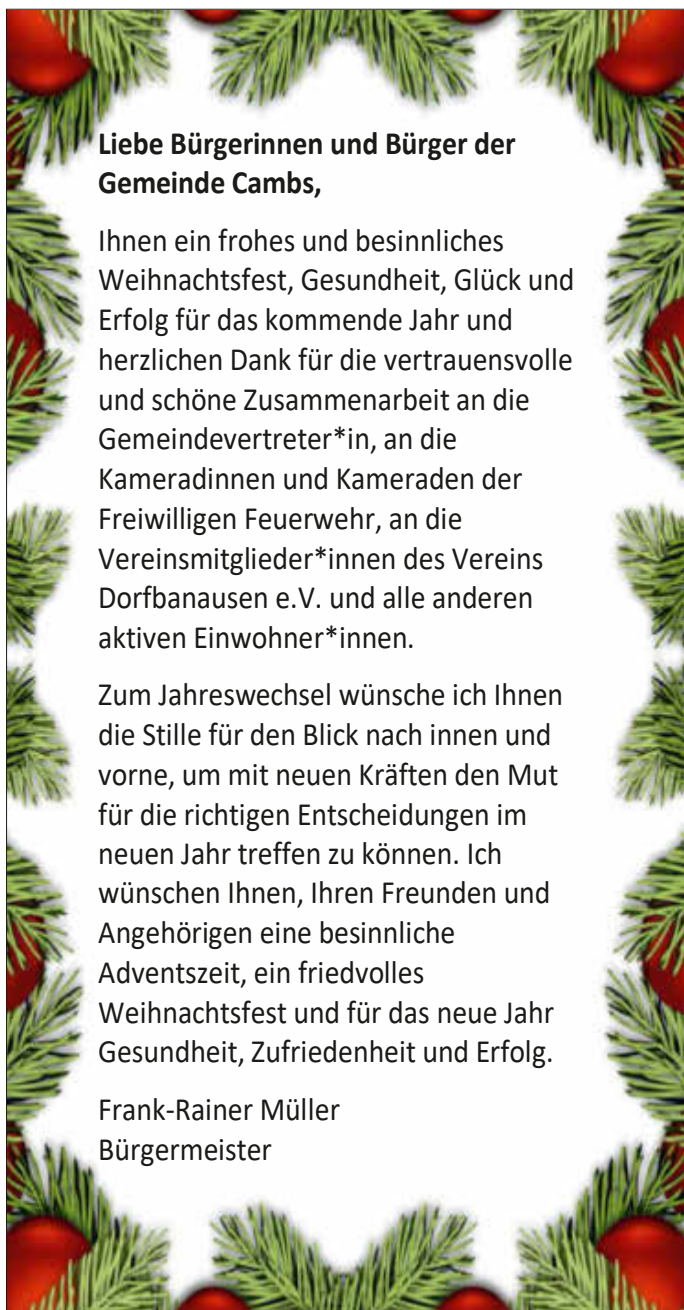 Liebe Bürgerinnen und Bürger der
Gemeinde Cambs,
Ihnen ein frohes und besinnliches
Weihnachtsfest, Gesundheit, Glück und
Erfolg für das kommende Jahr und
herzlichen Dank für die vertrauensvolle
und schöne Zusammenarbeit an die
Gemeindevertreter*in, an die
Kameradinnen und Kameraden der
Freiwilligen Feuerwehr, an die
Vereinsmitglieder*innen des Vereins
Dorfbanausen e.V. und alle anderen
aktiven Einwohner*innen.
Zum Jahreswechsel wünsche ich Ihnen
die Stille für den Blick nach innen und
vorne, um mit neuen Kräften den Mut
für die richtigen Entscheidungen im
neuen Jahr treffen zu können. Ich
wünschen Ihnen, Ihren Freunden und
Angehörigen eine besinnliche
Adventszeit, ein friedvolles
Weihnachtsfest und für das neue Jahr
Gesundheit, Zufriedenheit und Erfolg.
Frank-Rainer Müller
Bürgermeister